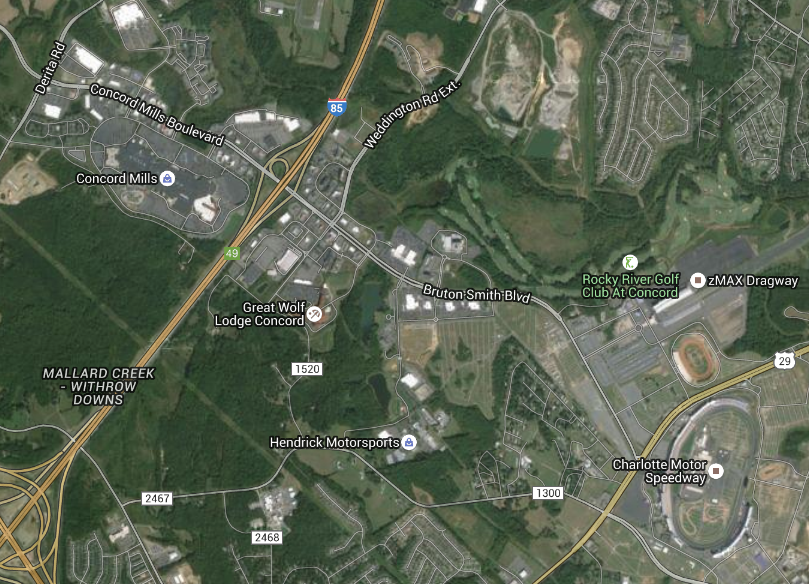 Derita Rd
Concord Mills Boulevard
85
Weddington Rd Ext.
Concord Mills
49
Rocky River Golf
Club At Concord
zMAX Dragway
Bruton Smith Blvd
Great Wolf
Lodge Concord
29
1520
MALLARD CREEK
- WITHROW
DOWNS
Hendrick Motorsports
Charlotte Motor
Speedway
2467
1300
2468